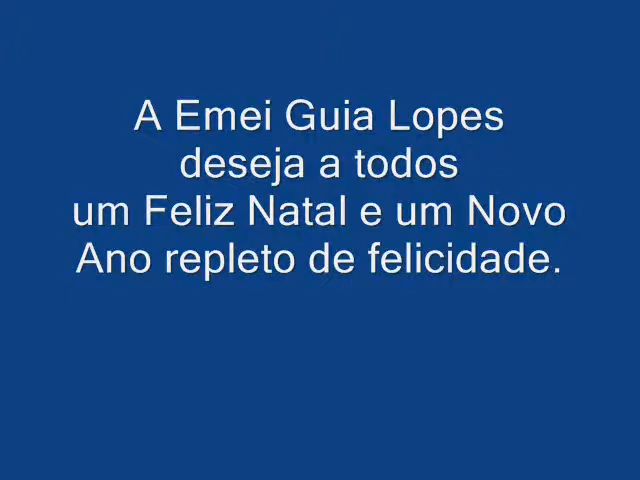 A Emei Guia Lopes
deseja a todos
um Feliz Natal e um Novo
Ano repleto de felicidade.